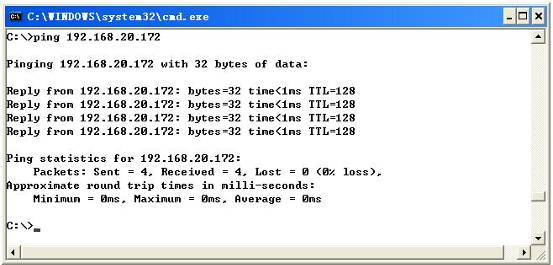 C:\WINDOWS\system32\cmd.exe
C:\>ping 192.168.20.172
Pinging 192.168.20.172 with 32 bytes of data:
Reply from 192.168.20.172: bytes=32 time<1ms TTL=128
Reply from 192.168.20.172: bytes=32 time<1ms TTL=128
Reply from 192.168.20.172: bytes=32 time<1ms TTL=128
Reply from 192.168.20.172: bytes=32 time<1ms TTL=128
Ping statistics for 192.168.20.172:
Packets: Sent = 4, Received = 4, Lost = 0 (0% loss),
Approximate round trip times in milli-seconds:
Minimum = 0ms, Maximum = 0ms, Average = 0ms
C:\>_